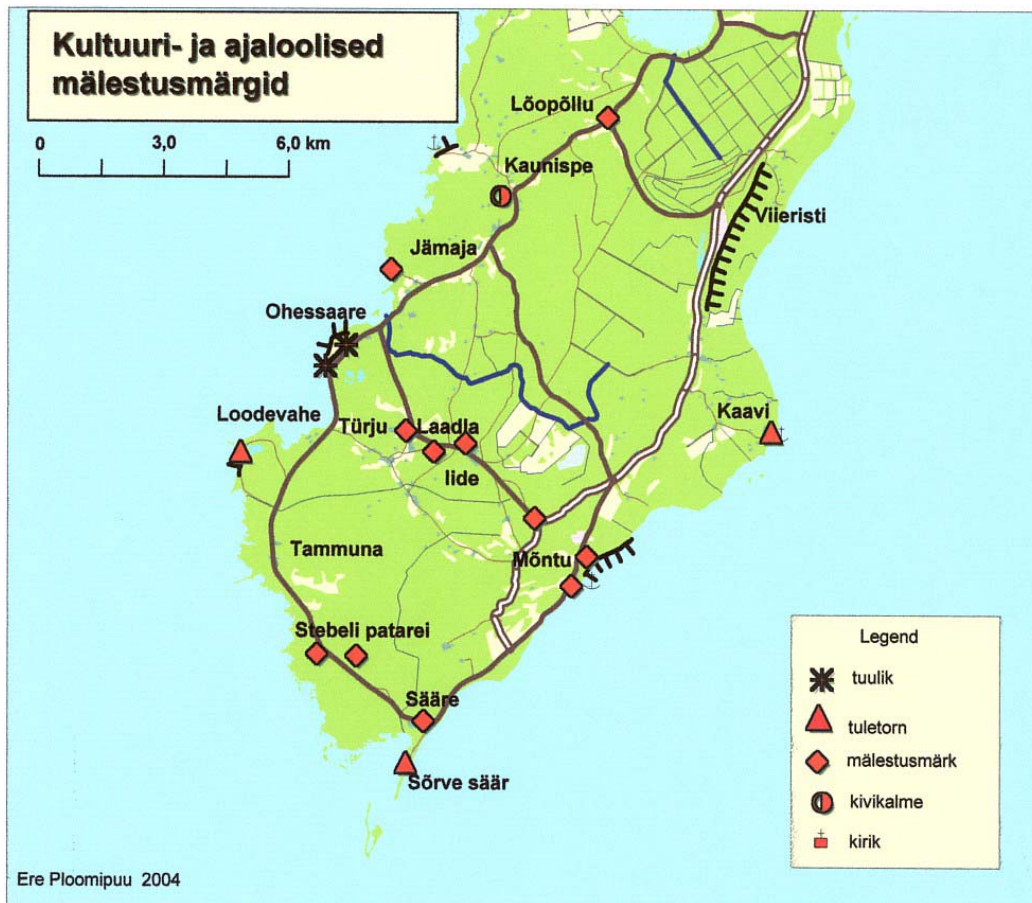 Kultuuri- ja ajaloolised
mälestusmärgid
0 3,0 6,0 km
Lõopõllu
Kaunispe
Viieristi
Jämaja
Ohessaare
Loodevahe
Türju
Laadla
Kaavi
Iide
Tammuna
Mõntu
Stebeli patarei
Sääre
Sõrve säär
Legend
tuulik
tuletorn
mälestusmärk
kivikalme
kirik
Ere Ploomipuu 2004